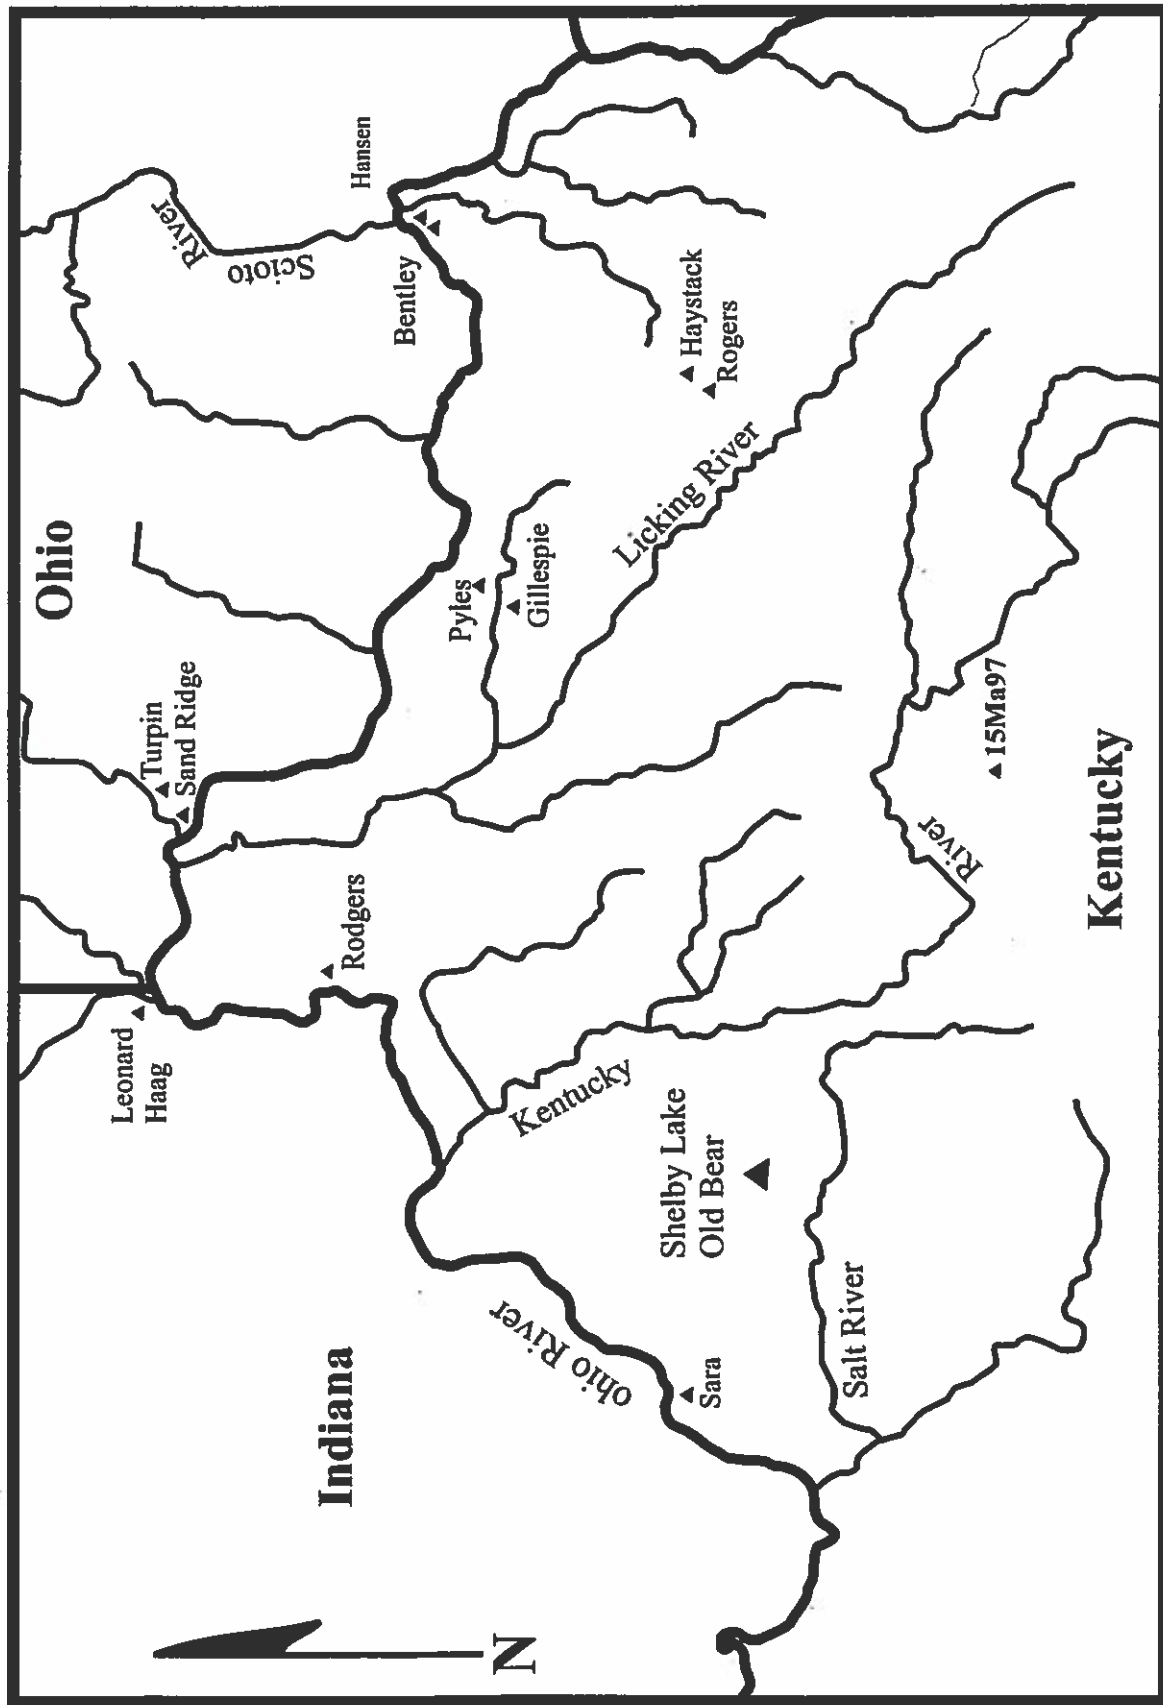 Ohio
Indiana
Kentucky
Scioto
River
Hansen
Bentley
Haystack
Rogers
Licking River
Pyles
Gillespie
Turpin
Sand Ridge
15Ma97
River
Kentucky
Rodgers
Leonard
Haag
Shelby Lake
Old Bear
Salt River
ohio River
Sara
N